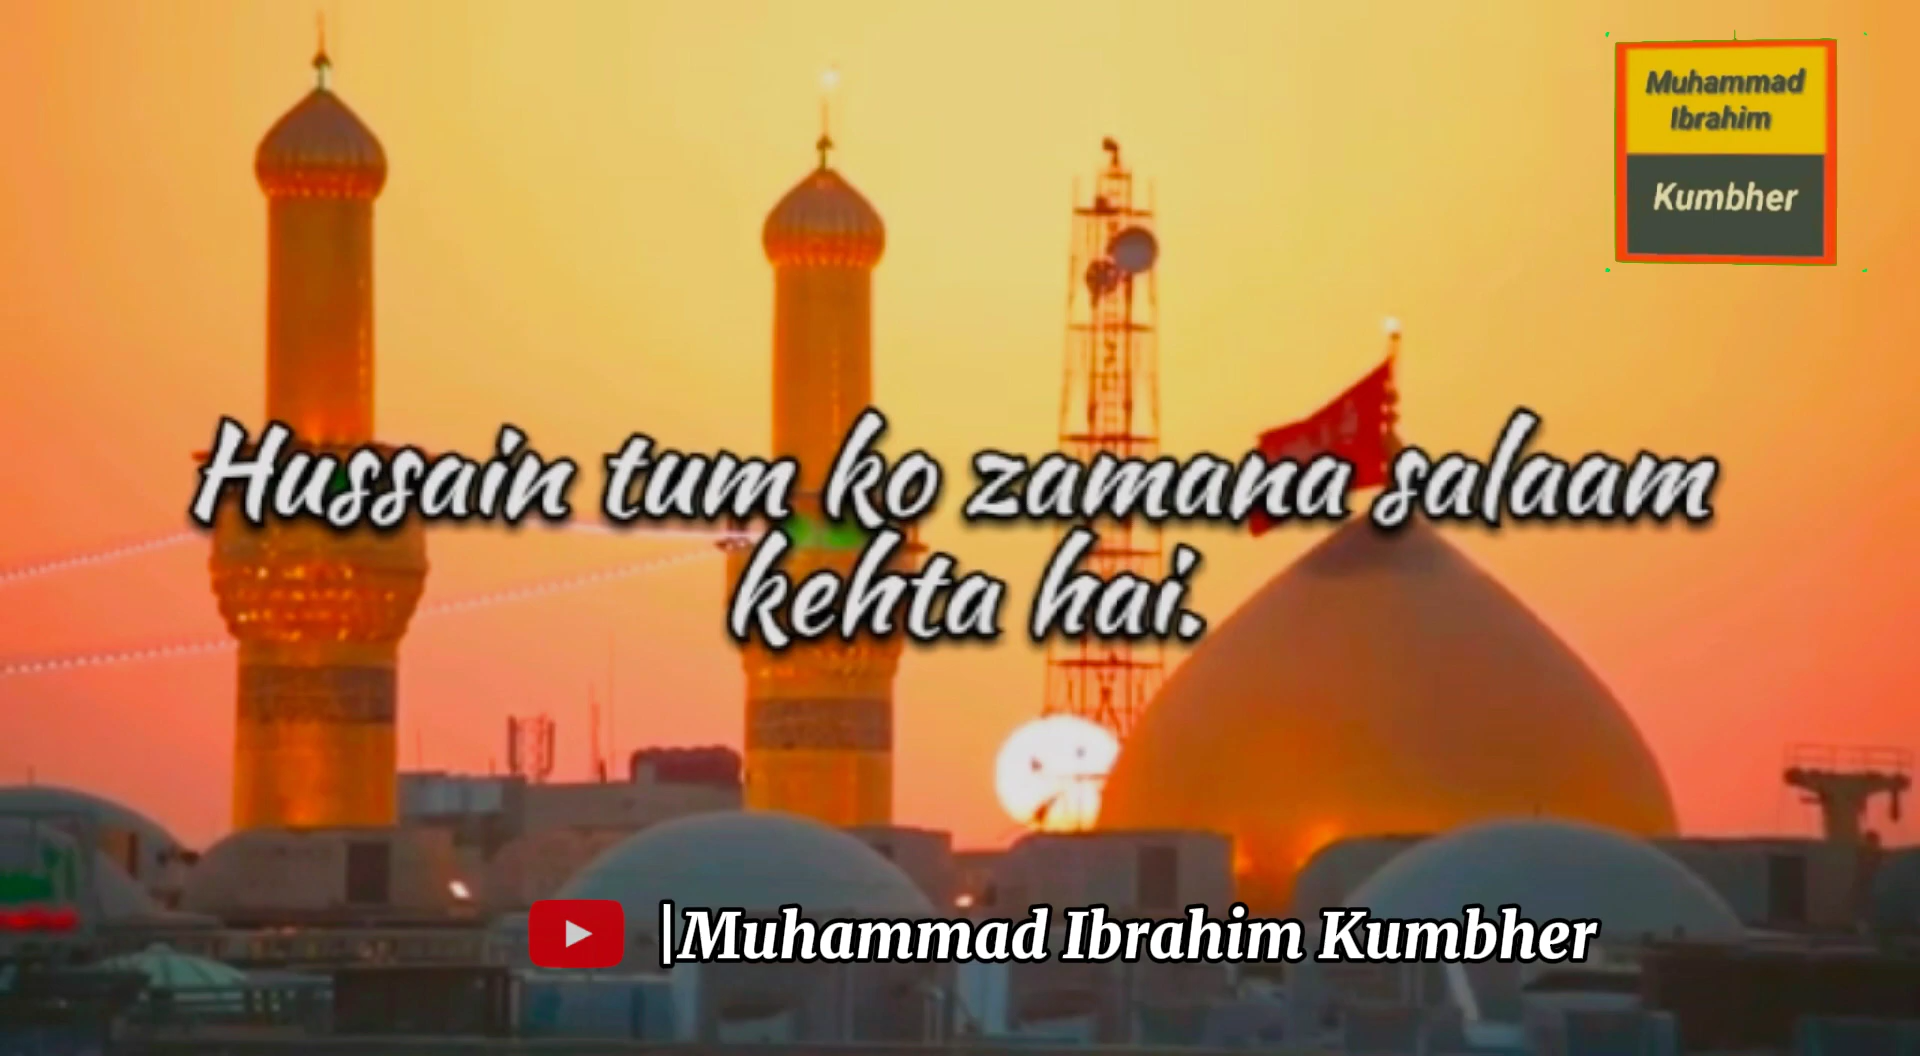 Muhammad
Ibrahim
Kumbher
Hussain tum ko zamana salaam
kehta hai.
|Muhammad Ibrahim Kumbher